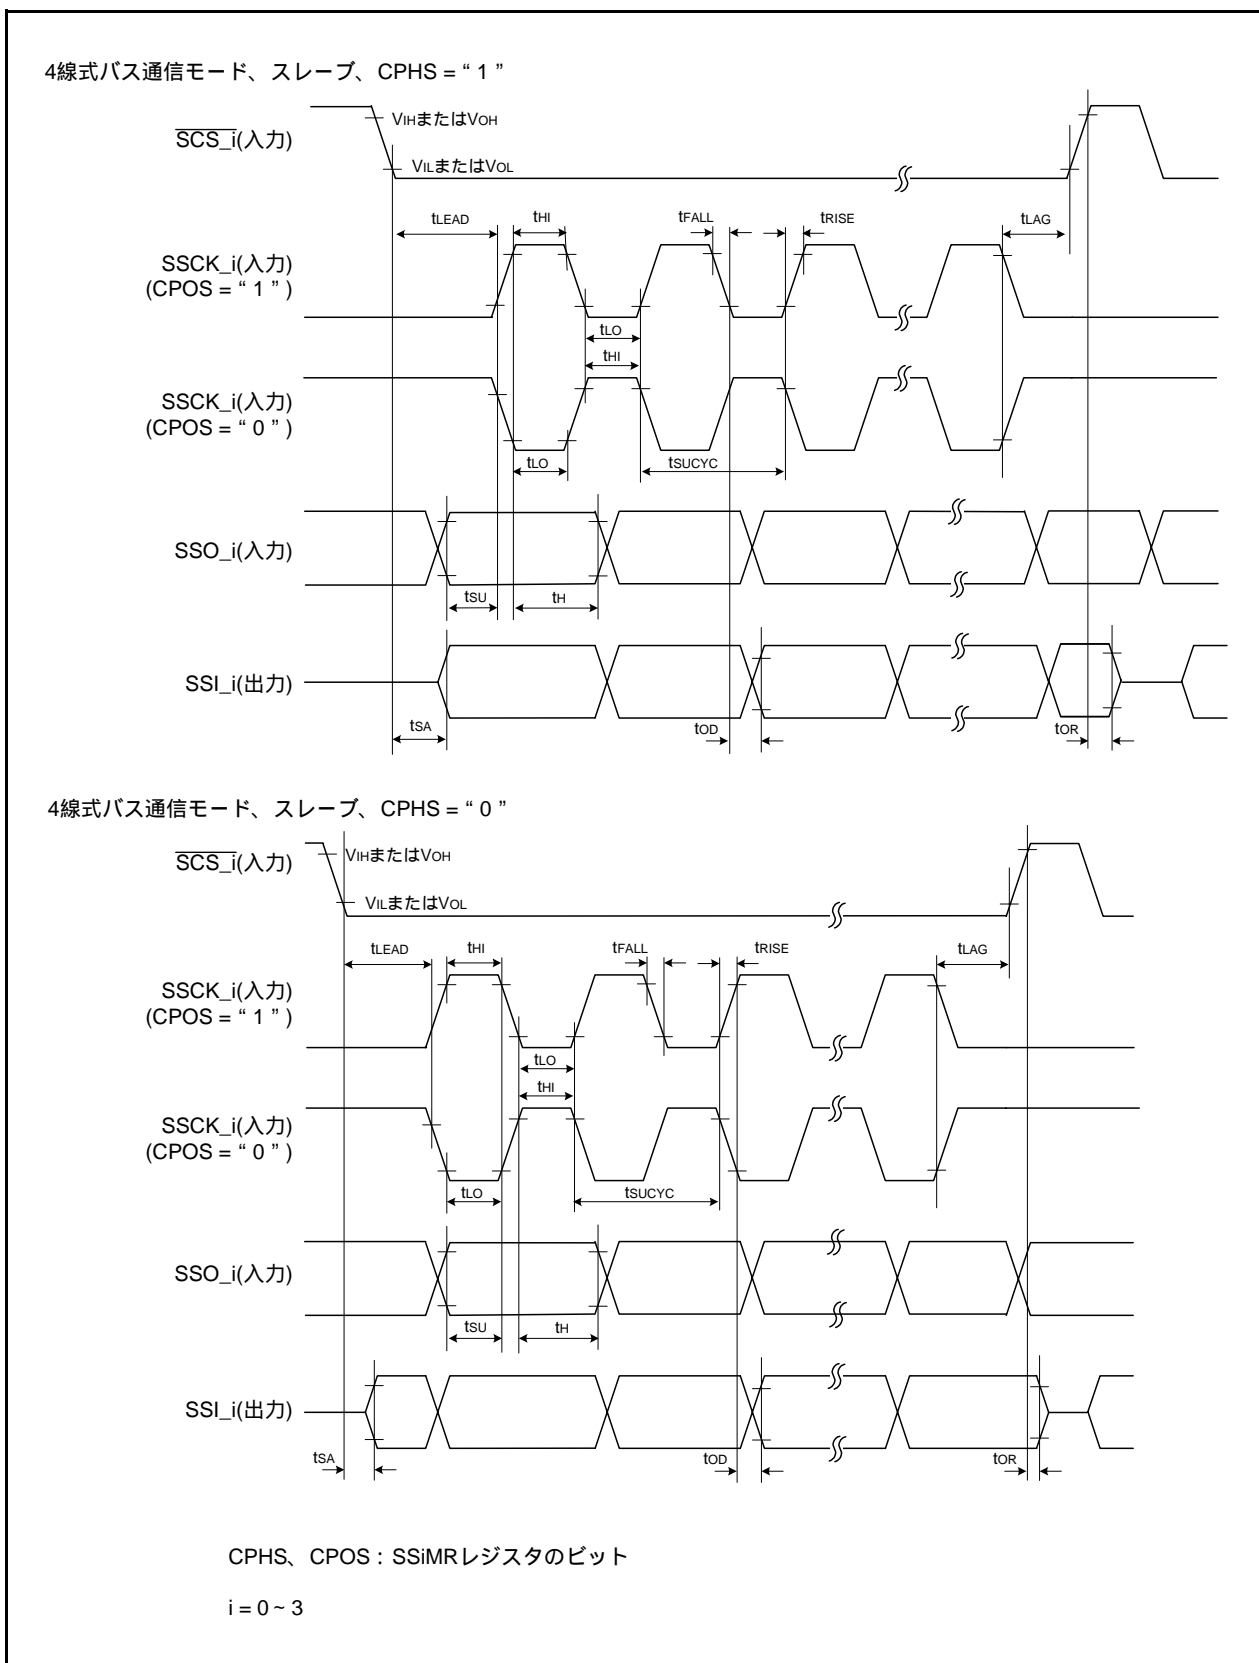 4線式バス通信モード、スレーブ、CPHS = “ 1 ”
SCS_i(入力)
VIHまたはVOH
VILまたはVOL
tLEAD
tHI
tFALL
tRISE
tLAG
SSCK_i(入力)
(CPOS = “ 1 ” )
tLO
tHI
SSCK_i(入力)
(CPOS = “ 0 ” )
tLO
tSUCYC
SSO_i(入力)
tSU
tH
SSI_i(出力)
tSA
tOD
tOR
4線式バス通信モード、スレーブ、CPHS = “ 0 ”
SCS_i(入力)
VIHまたはVOH
VILまたはVOL
tLEAD
tHI
tFALL
tRISE
tLAG
SSCK_i(入力)
(CPOS = “ 1 ” )
tLO
tHI
SSCK_i(入力)
(CPOS = “ 0 ” )
tLO
tSUCYC
SSO_i(入力)
tSU
tH
SSI_i(出力)
tSA
tOD
tOR
CPHS、CPOS : SSiMRレジスタのビット
i = 0 ~ 3